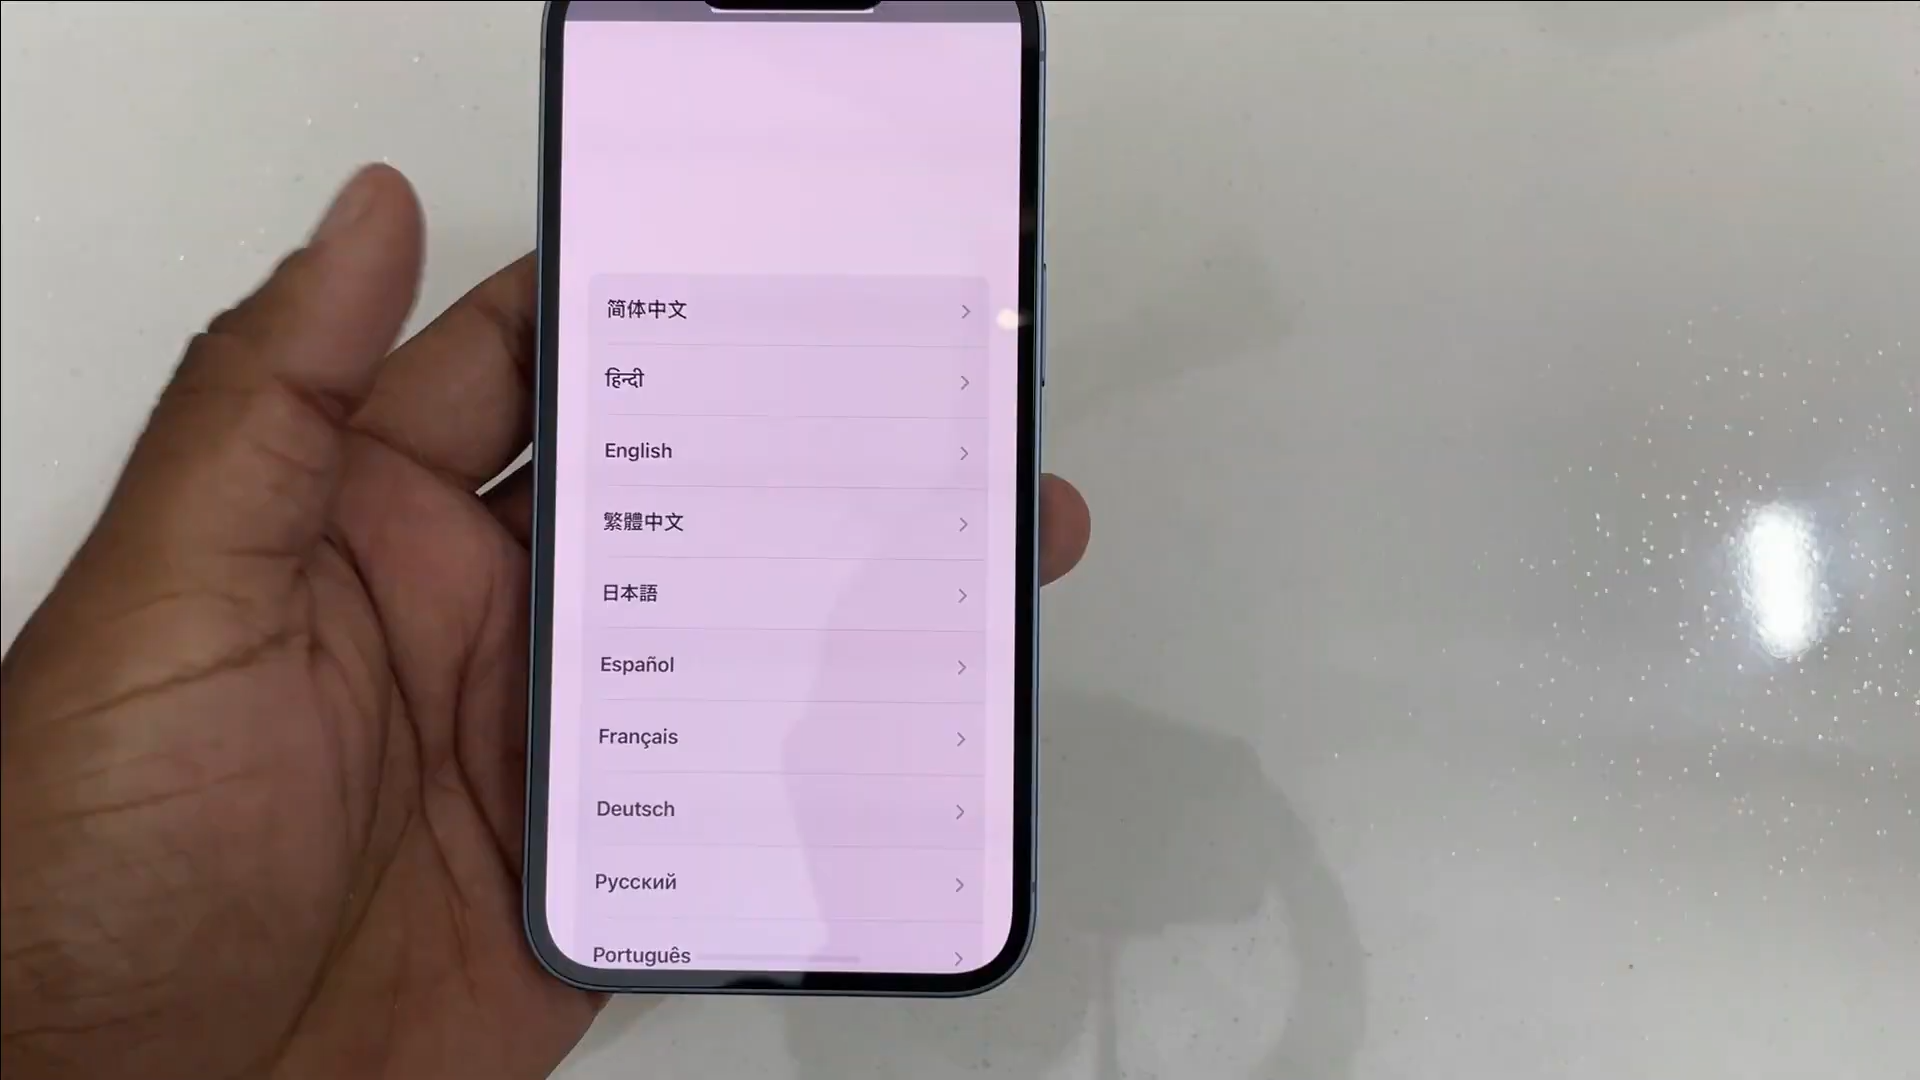 简体中文
हिन्दी
English
繁體中文
日本語
Español
Français
Deutsch
Русский
Português